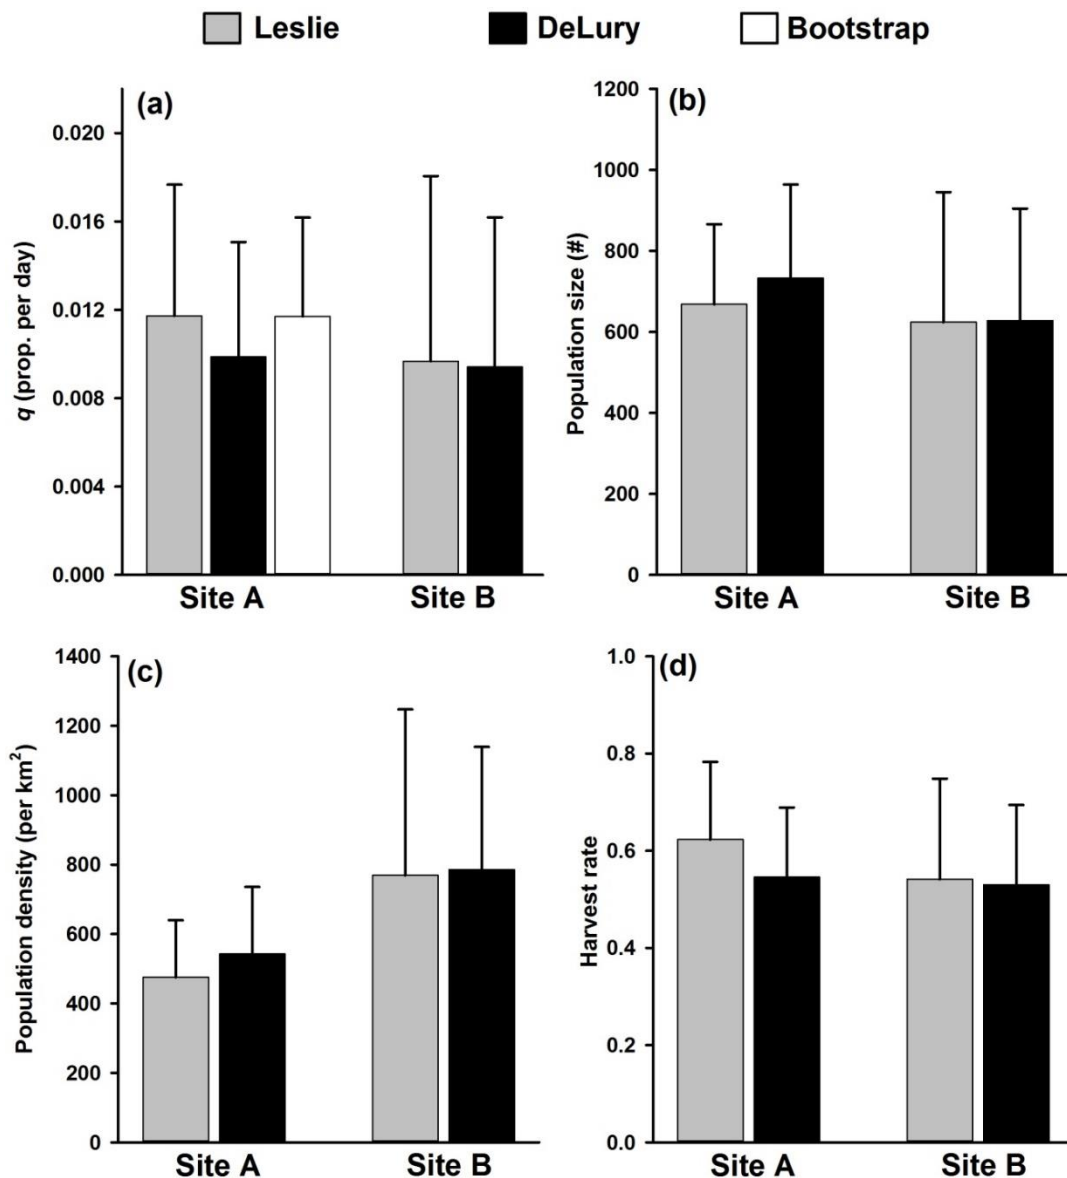 Leslie DeLury Bootstrap
(a)
q (prop. per day)
0.020
0.016
0.012
0.008
0.004
0.000
Site A Site B
(b)
Population size (#)
1200
1000
800
600
400
200
0
Site A Site B
(c)
Population density (per km²)
1400
1200
1000
800
600
400
200
0
Site A Site B
(d)
Harvest rate
1.0
0.8
0.6
0.4
0.2
0.0
Site A Site B